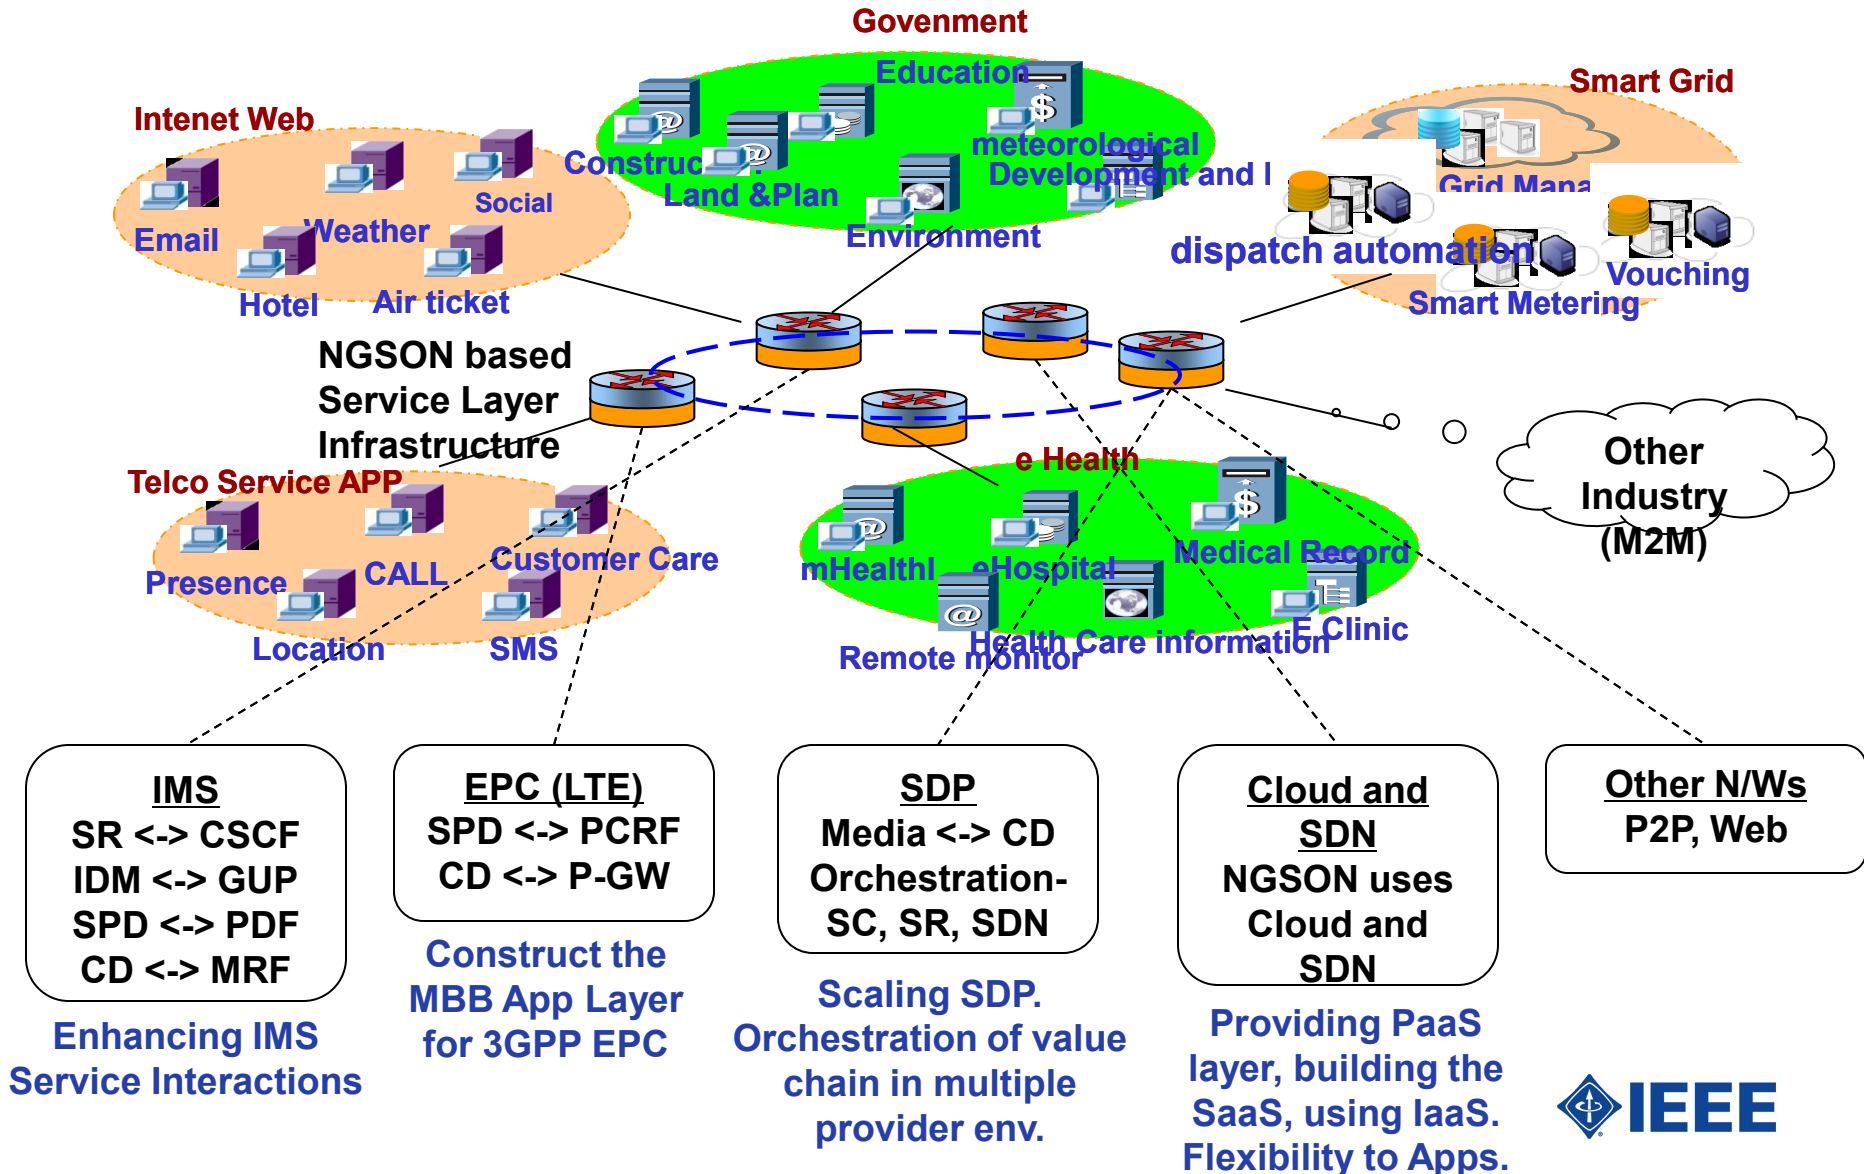 Govenment
Education
Construc
Land &Plan
meteorological
Development and
Environment
Intenet Web
Social
Weather
Email
Hotel
Air ticket
Smart Grid
Grid Mana
dispatch automation
Vouching
Smart Metering
NGSON based
Service Layer
Infrastructure
Telco Service APP
Presence
CALL
Customer Care
Location
SMS
e Health
mHealthl
eHospital
Medical Record
Remote monitor
Health Care information
E Clinic
Other
Industry
(M2M)
IMS
SR <-> CSCF
IDM <-> GUP
SPD <-> PDF
CD <-> MRF
Enhancing IMS
Service Interactions
EPC (LTE)
SPD <-> PCRF
CD <-> P-GW
Construct the
MBB App Layer
for 3GPP EPC
SDP
Media <-> CD
Orchestration-
SC, SR, SDN
Scaling SDP.
Orchestration of value
chain in multiple
provider env.
Cloud and
SDN
NGSON uses
Cloud and
SDN
Providing PaaS
layer, building the
SaaS, using IaaS.
Flexibility to Apps.
Other N/Ws
P2P, Web
IEEE